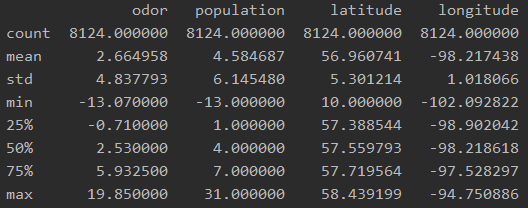 odor population latitude longitude
count 8124.000000 8124.000000 8124.000000 8124.000000
mean 2.664958 4.584687 56.960741 -98.217438
std 4.837793 6.145480 5.301214 1.018066
min -13.070000 -13.000000 10.000000 -102.092822
25% -0.710000 1.000000 57.388544 -98.902042
50% 2.530000 4.000000 57.559793 -98.218618
75% 5.932500 7.000000 57.719564 -97.528297
max 19.850000 31.000000 58.439199 -94.750886